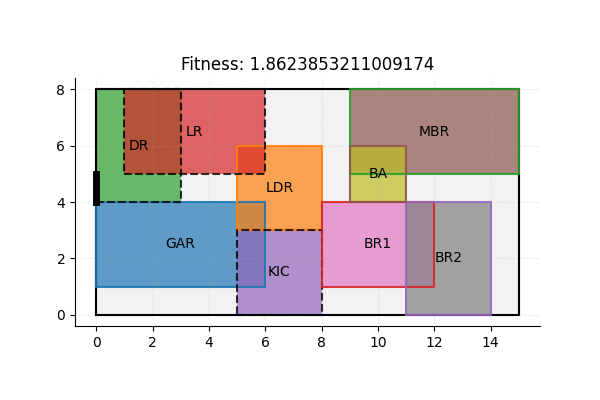 Fitness: 1.8623853211009174
8
6
4
2
0
DR
LR
MBR
BA
LDR
GAR
KIC
BR1
BR2
0 2 4 6 8 10 12 14